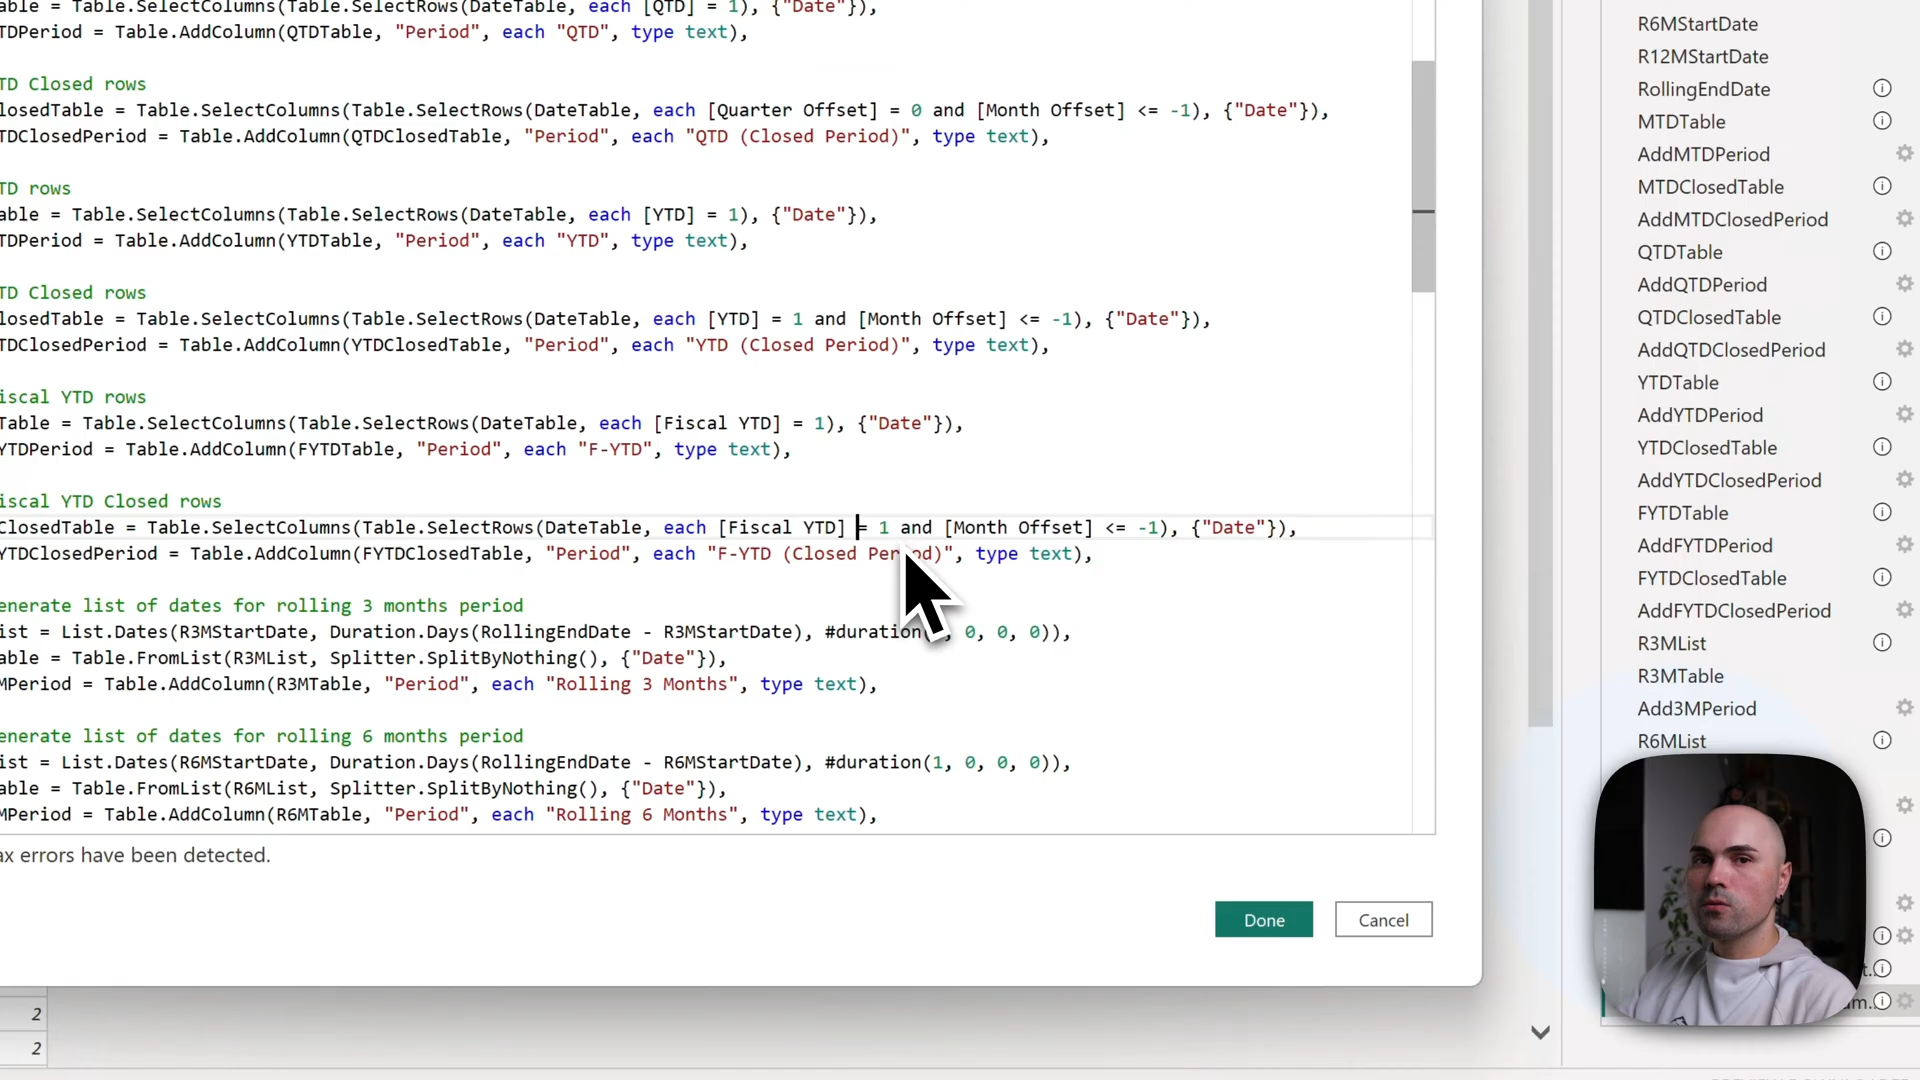 able = Table.SelectColumns(Table.SelectRows(DateTable, each [QTD] = 1), {"Date"}),
TDPeriod = Table.AddColumn(QTDTable, "Period", each "QTD", type text),
TD Closed rows
losedTable = Table.SelectColumns(Table.SelectRows(DateTable, each [Quarter Offset] = 0 and [Month Offset] <= -1), {"Date"}),
TDClosedPeriod = Table.AddColumn(QTDClosedTable, "Period", each "QTD (Closed Period)", type text),
TD rows
able = Table.SelectColumns(Table.SelectRows(DateTable, each [YTD] = 1), {"Date"}),
TDPeriod = Table.AddColumn(YTDTable, "Period", each "YTD", type text),
TD Closed rows
losedTable = Table.SelectColumns(Table.SelectRows(DateTable, each [YTD] = 1 and [Month Offset] <= -1), {"Date"}),
TDClosedPeriod = Table.AddColumn(YTDClosedTable, "Period", each "YTD (Closed Period)", type text),
iscal YTD rows
Table = Table.SelectColumns(Table.SelectRows(DateTable, each [Fiscal YTD] = 1), {"Date"}),
YTDPeriod = Table.AddColumn(FYTDTable, "Period", each "F-YTD", type text),
iscal YTD Closed rows
ClosedTable = Table.SelectColumns(Table.SelectRows(DateTable, each [Fiscal YTD] = 1 and [Month Offset] <= -1), {"Date"}),
YTDClosedPeriod = Table.AddColumn(FYTDClosedTable, "Period", each "F-YTD (Closed Period)", type text),
enerate list of dates for rolling 3 months period
ist = List.Dates(R3MStartDate, Duration.Days(RollingEndDate - R3MStartDate), #duration( , 0, 0, 0)),
able = Table.FromList(R3MList, Splitter.SplitByNothing(), {"Date"}),
MPeriod = Table.AddColumn(R3MTable, "Period", each "Rolling 3 Months", type text),
enerate list of dates for rolling 6 months period
ist = List.Dates(R6MStartDate, Duration.Days(RollingEndDate - R6MStartDate), #duration(1, 0, 0, 0)),
able = Table.FromList(R6MList, Splitter.SplitByNothing(), {"Date"}),
MPeriod = Table.AddColumn(R6MTable, "Period", each "Rolling 6 Months", type text),
ax errors have been detected.
Done
Cancel
2
2
R6MStartDate
R12MStartDate
RollingEndDate
MTDTable
AddMTDPeriod
MTDClosedTable
AddMTDClosedPeriod
QTDTable
AddQTDPeriod
QTDClosedTable
AddQTDClosedPeriod
YTDTable
AddYTDPeriod
YTDClosedTable
AddYTDClosedPeriod
FYTDTable
AddFYTDPeriod
FYTDClosedTable
AddFYTDClosedPeriod
R3MList
R3MTable
Add3MPeriod
R6MList